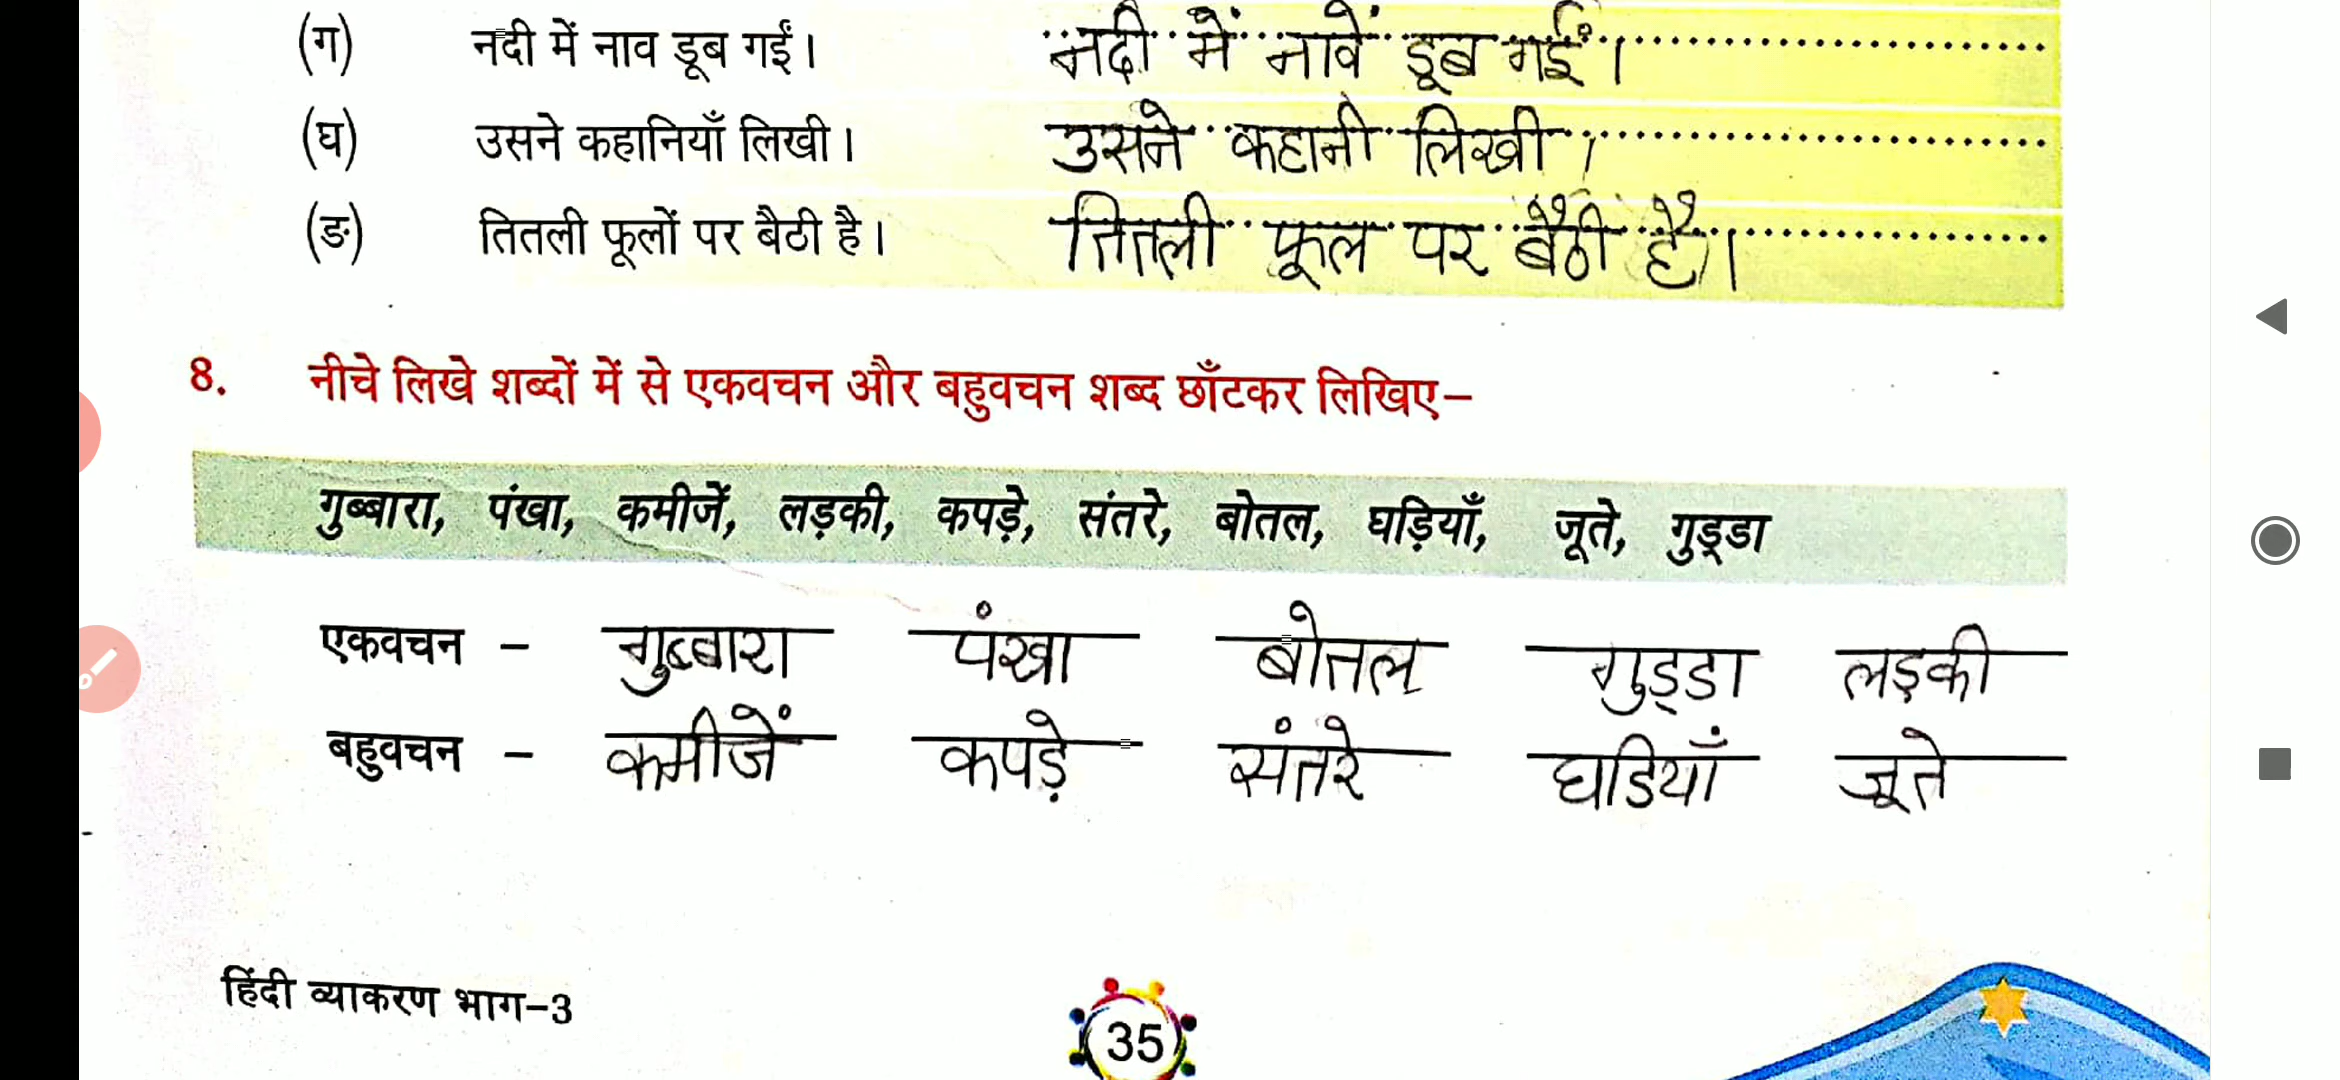 (ग) नदी में नाव डूब गईं। नदी में नावें डूब गईं।
(घ) उसने कहानियाँ लिखी। उसने कहानी लिखी।
(ङ) तितली फूलों पर बैठी है। तितली फूल पर बैठी है।
8. नीचे लिखे शब्दों में से एकवचन और बहुवचन शब्द छाँटकर लिखिए–
गुब्बारा, पंखा, कमीजें, लड़की, कपड़े, संतरे, बोतल, घड़ियाँ, जूते, गुड्डा
एकवचन – गुब्बारा पंखा बोतल गुड्डा लड़की
बहुवचन – कमीजें कपड़े संतरे घडियाँ जूते
हिंदी व्याकरण भाग–3
35